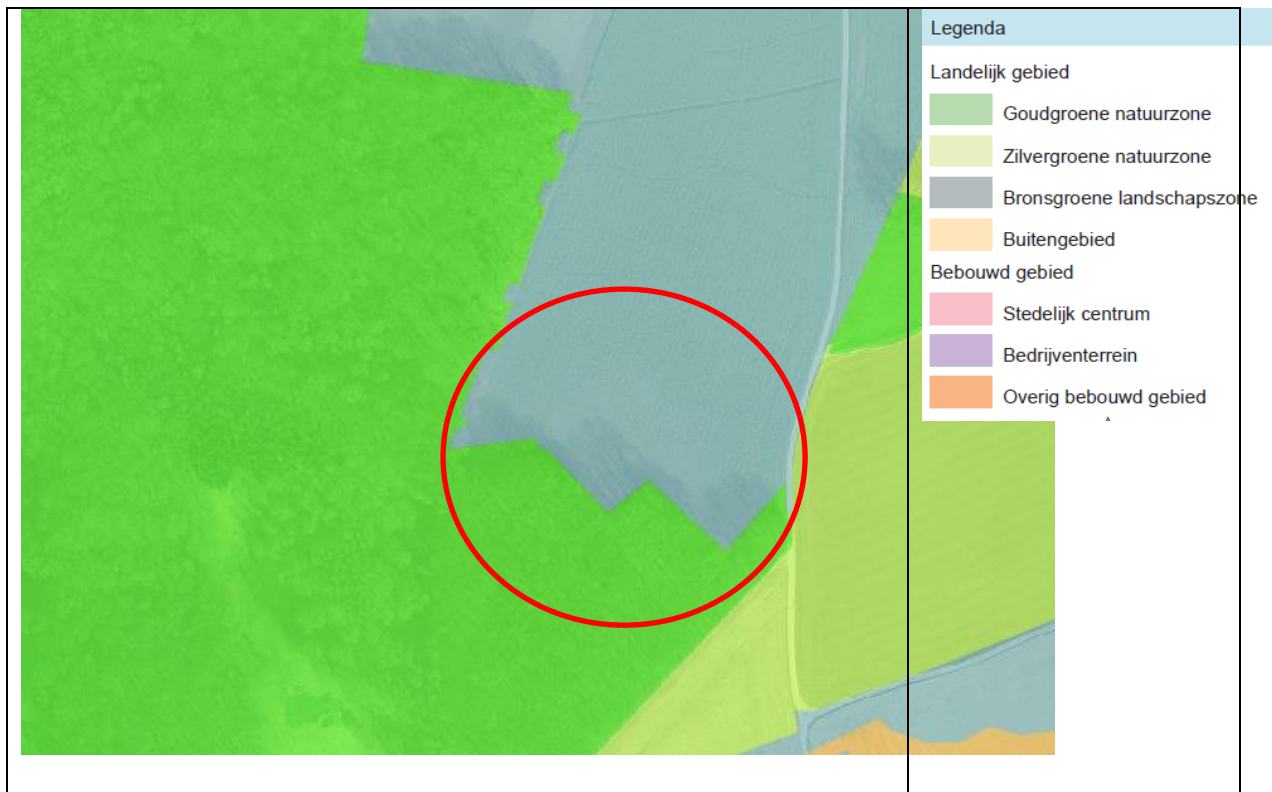 Legenda
Landelijk gebied
Goudgroene natuurzone
Zilvergroene natuurzone
Bronsgroene landschapszone
Buitengebied
Bebouwd gebied
Stedelijk centrum
Bedrijventerrein
Overig bebouwd gebied